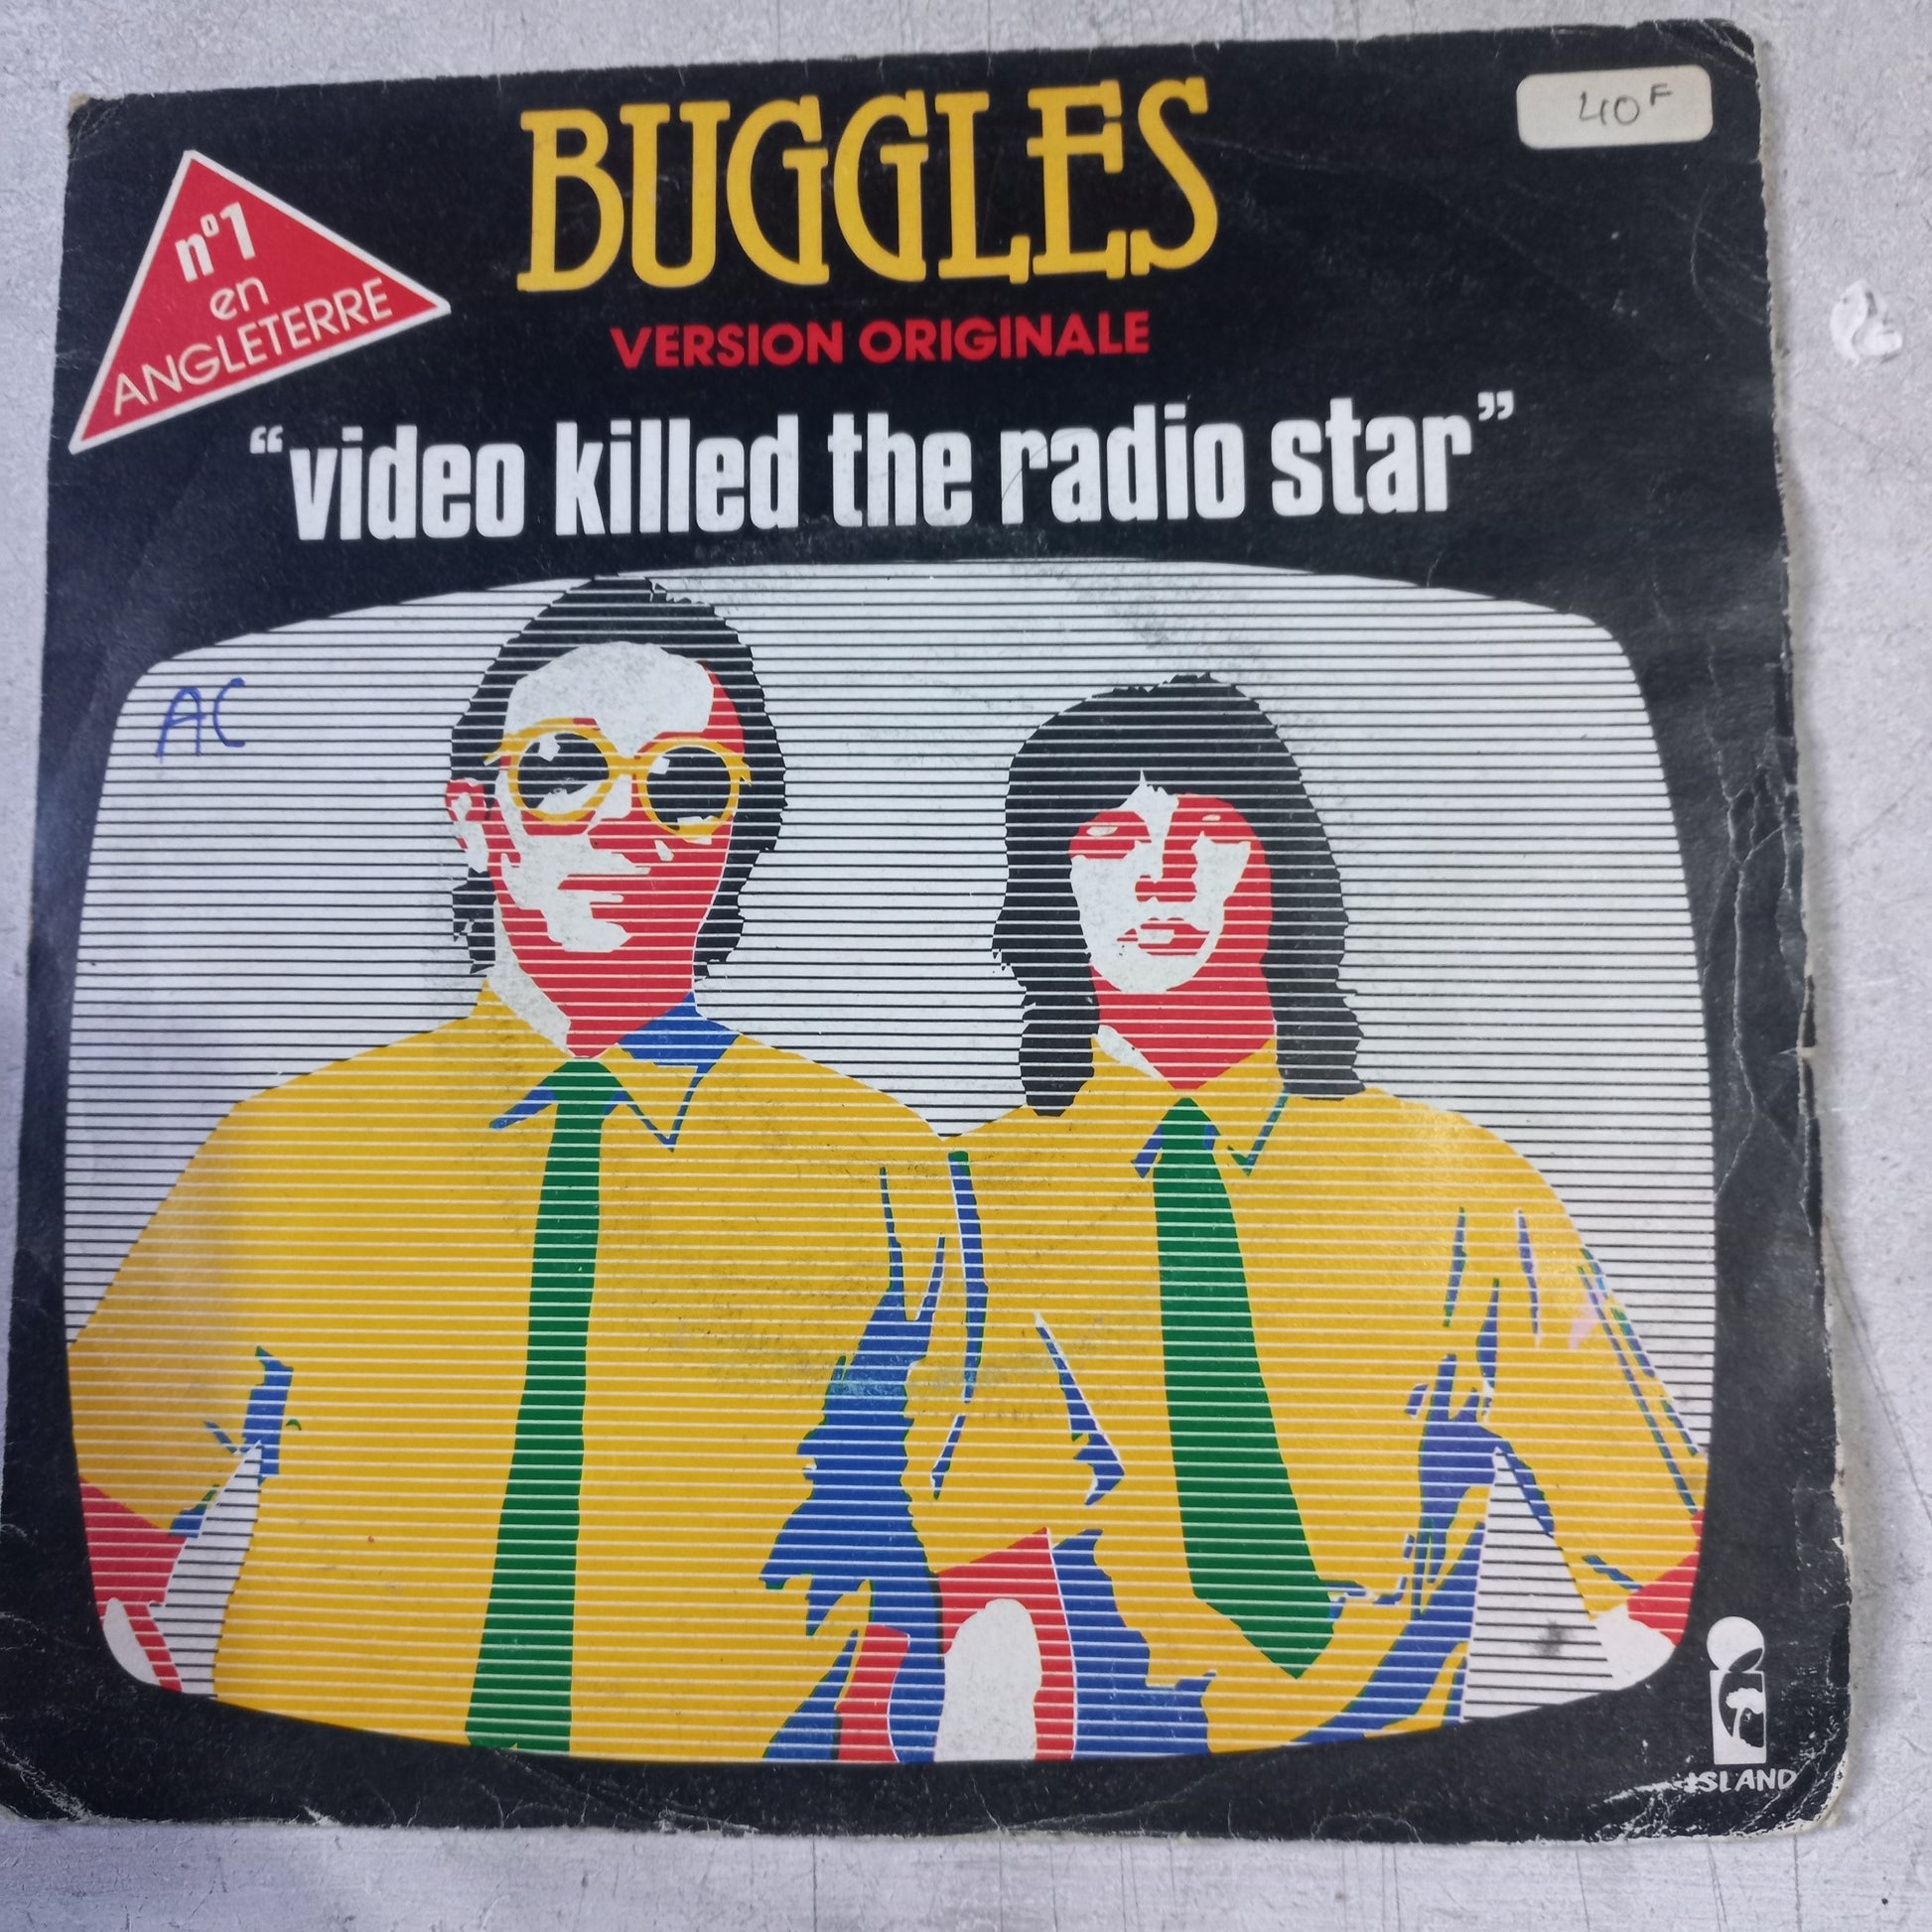 BUGGLES
40F
n°1
en
ANGLETERRE
VERSION ORIGINALE
“video killed the radio star”
AC
ISLAND